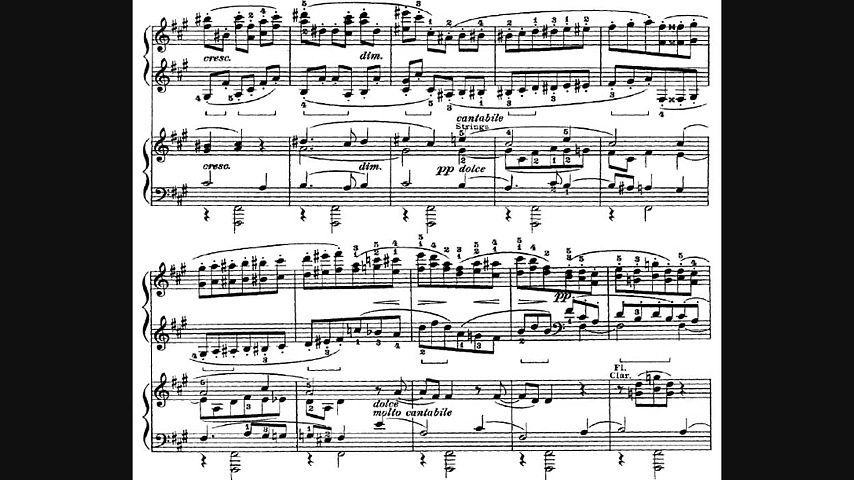 cresc.
dim.
cantabile
Strings
cresc.
dim.
pp dolce
pp
Fl.
Clar.
dolce
molto cantabile